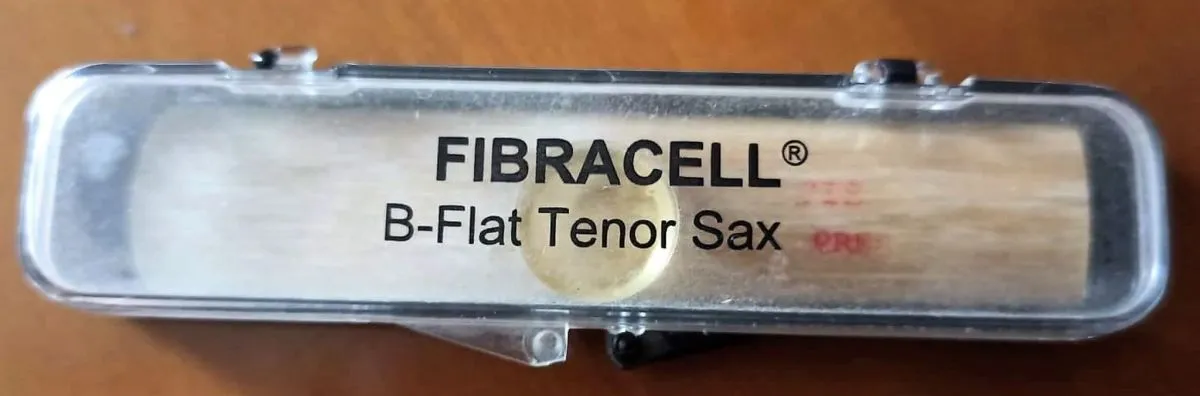 FIBRACELL®
B-Flat Tenor Sax